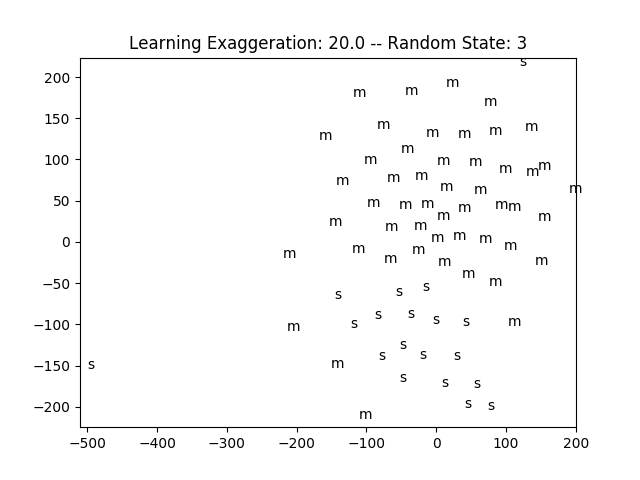 Learning Exaggeration: 20.0 -- Random State: 3
200
150
100
50
0
−50
−100
−150
−200
s
m m m m
m m m m m m
m m m m m m m
m m m m m m
m m m m m m m m
m m m m m m m m
m m m m m m m m m
m m
s s s
s s s s s m m
s s s s s m
s s s
s s m
−500 −400 −300 −200 −100 0 100 200